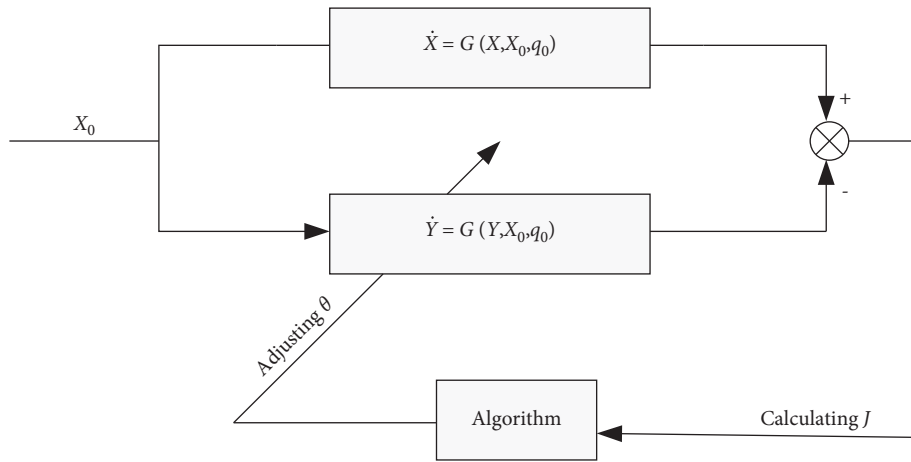 Ẋ = G (X,X₀,q₀)
+
X₀
-
Ẏ = G (Y,X₀,q₀)
Adjusting θ
Algorithm
Calculating J